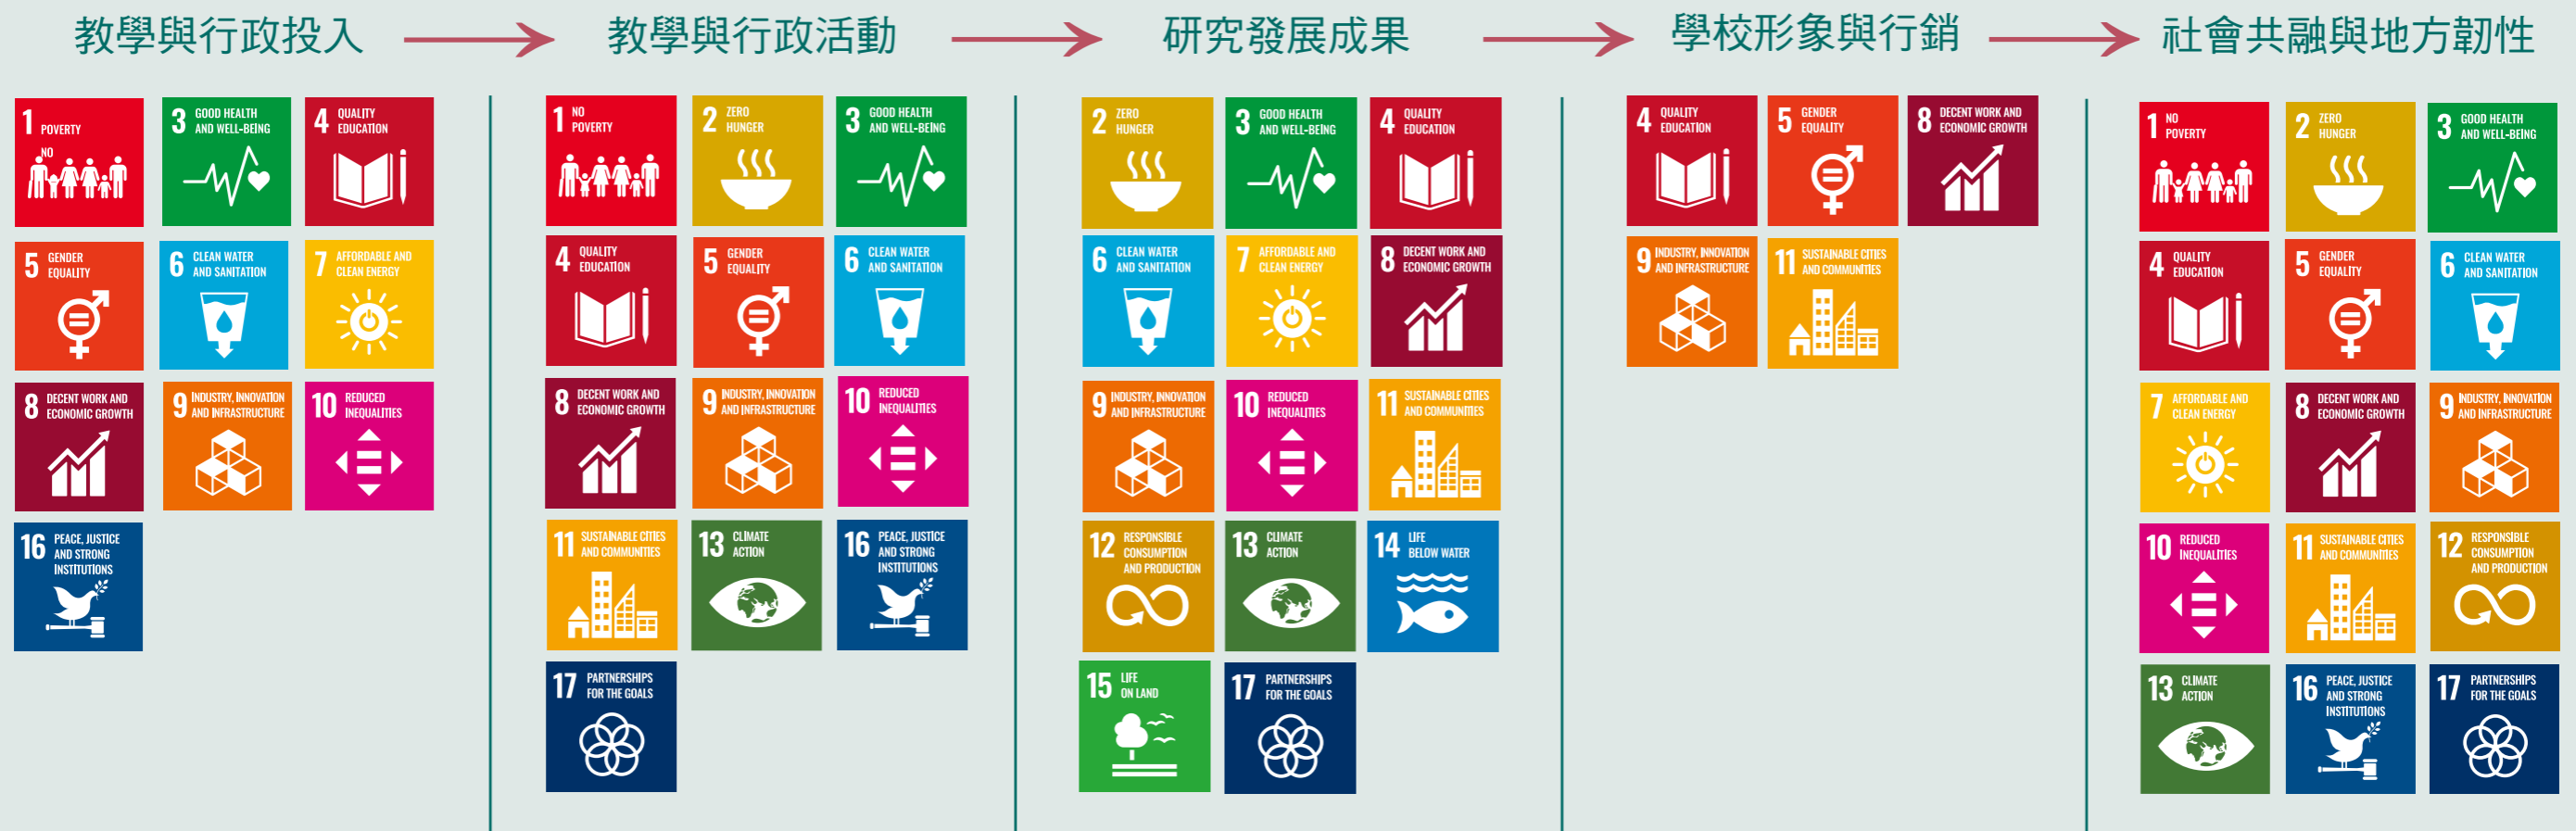 教學與行政投入
教學與行政活動
研究發展成果
學校形象與行銷
社會共融與地方韌性
1 POVERTY
NO
3 GOOD HEALTH
AND WELL-BEING
4 QUALITY
EDUCATION
5 GENDER
EQUALITY
6 CLEAN WATER
AND SANITATION
7 AFFORDABLE AND
CLEAN ENERGY
8 DECENT WORK AND
ECONOMIC GROWTH
9 INDUSTRY, INNOVATION
AND INFRASTRUCTURE
10 REDUCED
INEQUALITIES
16 PEACE, JUSTICE
AND STRONG
INSTITUTIONS
1 NO
POVERTY
2 ZERO
HUNGER
3 GOOD HEALTH
AND WELL-BEING
4 QUALITY
EDUCATION
5 GENDER
EQUALITY
6 CLEAN WATER
AND SANITATION
8 DECENT WORK AND
ECONOMIC GROWTH
9 INDUSTRY, INNOVATION
AND INFRASTRUCTURE
10 REDUCED
INEQUALITIES
11 SUSTAINABLE CITIES
AND COMMUNITIES
13 CLIMATE
ACTION
16 PEACE, JUSTICE
AND STRONG
INSTITUTIONS
17 PARTNERSHIPS
FOR THE GOALS
2 ZERO
HUNGER
3 GOOD HEALTH
AND WELL-BEING
4 QUALITY
EDUCATION
6 CLEAN WATER
AND SANITATION
7 AFFORDABLE AND
CLEAN ENERGY
8 DECENT WORK AND
ECONOMIC GROWTH
9 INDUSTRY, INNOVATION
AND INFRASTRUCTURE
10 REDUCED
INEQUALITIES
11 SUSTAINABLE CITIES
AND COMMUNITIES
12 RESPONSIBLE
CONSUMPTION
AND PRODUCTION
13 CLIMATE
ACTION
14 LIFE
BELOW WATER
15 LIFE
ON LAND
17 PARTNERSHIPS
FOR THE GOALS
4 QUALITY
EDUCATION
5 GENDER
EQUALITY
8 DECENT WORK AND
ECONOMIC GROWTH
9 INDUSTRY, INNOVATION
AND INFRASTRUCTURE
11 SUSTAINABLE CITIES
AND COMMUNITIES
1 NO
POVERTY
2 ZERO
HUNGER
3 GOOD HEALTH
AND WELL-BEING
4 QUALITY
EDUCATION
5 GENDER
EQUALITY
6 CLEAN WATER
AND SANITATION
7 AFFORDABLE AND
CLEAN ENERGY
8 DECENT WORK AND
ECONOMIC GROWTH
9 INDUSTRY, INNOVATION
AND INFRASTRUCTURE
10 REDUCED
INEQUALITIES
11 SUSTAINABLE CITIES
AND COMMUNITIES
12 RESPONSIBLE
CONSUMPTION
AND PRODUCTION
13 CLIMATE
ACTION
16 PEACE, JUSTICE
AND STRONG
INSTITUTIONS
17 PARTNERSHIPS
FOR THE GOALS